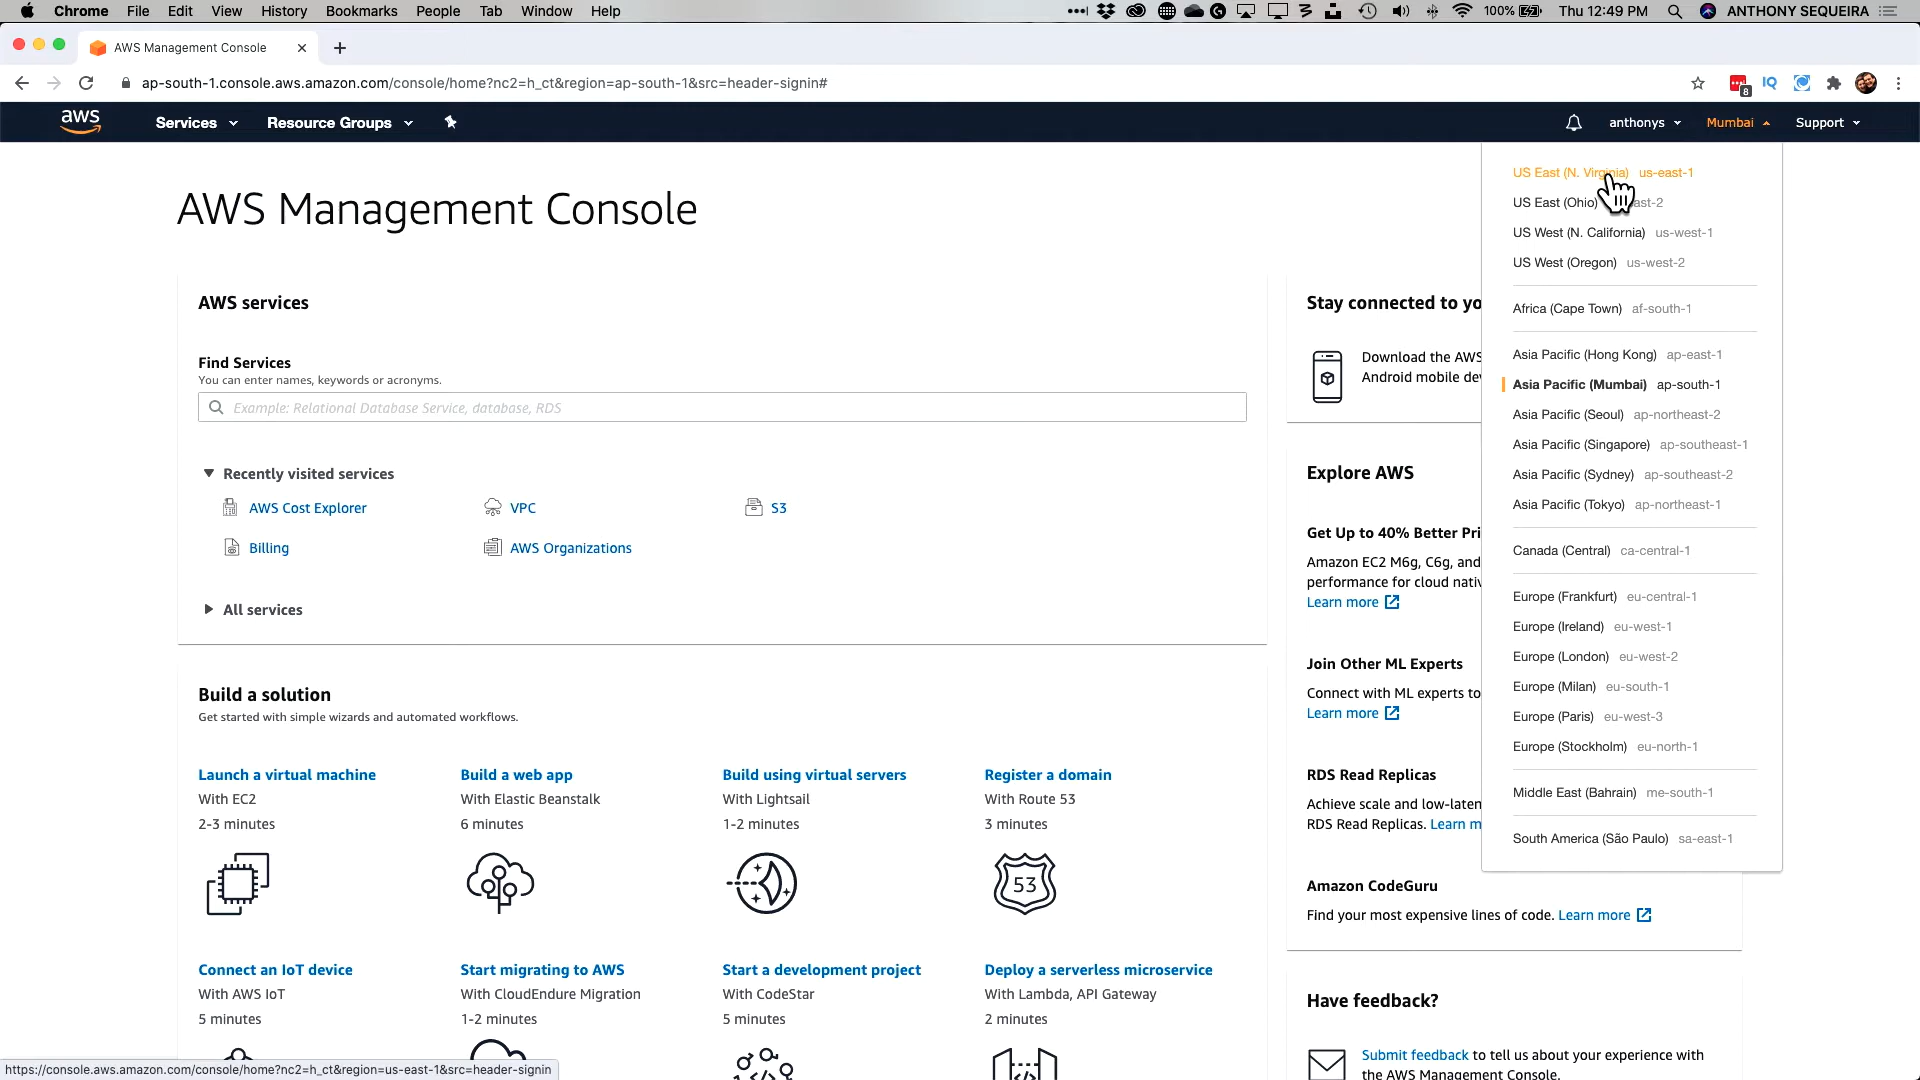 Chrome File Edit View History Bookmarks People Tab Window Help 100% Thu 12:49 PM ANTHONY SEQUEIRA
AWS Management Console
ap-south-1.console.aws.amazon.com/console/home?nc2=h_ct&region=ap-south-1&src=header-signin#
8
IQ
aws Services Resource Groups anthonys Mumbai Support
US East (N. Virginia) us-east-1
US East (Ohio)
US West (N. California) us-west-1
US West (Oregon) us-west-2
Africa (Cape Town) af-south-1
Asia Pacific (Hong Kong) ap-east-1
Asia Pacific (Mumbai) ap-south-1
Asia Pacific (Seoul) ap-northeast-2
Asia Pacific (Singapore) ap-southeast-1
Asia Pacific (Sydney) ap-southeast-2
Asia Pacific (Tokyo) ap-northeast-1
Canada (Central) ca-central-1
Europe (Frankfurt) eu-central-1
Europe (Ireland) eu-west-1
Europe (London) eu-west-2
Europe (Milan) eu-south-1
Europe (Paris) eu-west-3
Europe (Stockholm) eu-north-1
Middle East (Bahrain) me-south-1
South America (São Paulo) sa-east-1
AWS Management Console
AWS services
Find Services
You can enter names, keywords or acronyms.
Example: Relational Database Service, database, RDS
Recently visited services
AWS Cost Explorer VPC S3
Billing AWS Organizations
All services
Build a solution
Get started with simple wizards and automated workflows.
Launch a virtual machine
With EC2
2-3 minutes
Build a web app
With Elastic Beanstalk
6 minutes
Build using virtual servers
With Lightsail
1-2 minutes
Register a domain
With Route 53
3 minutes
53
Connect an IoT device
With AWS IoT
5 minutes
Start migrating to AWS
With CloudEndure Migration
1-2 minutes
Start a development project
With CodeStar
5 minutes
Deploy a serverless microservice
With Lambda, API Gateway
2 minutes
Stay connected to yo
Download the AWS
Android mobile dev
Explore AWS
Get Up to 40% Better Pri
Amazon EC2 M6g, C6g, and
performance for cloud nativ
Learn more
Join Other ML Experts
Connect with ML experts to
Learn more
RDS Read Replicas
Achieve scale and low-laten
RDS Read Replicas. Learn m
Amazon CodeGuru
Find your most expensive lines of code. Learn more
Have feedback?
Submit feedback to tell us about your experience with
the AWS Management Console.
https://console.aws.amazon.com/console/home?nc2=h_ct&region=us-east-1&src=header-signin